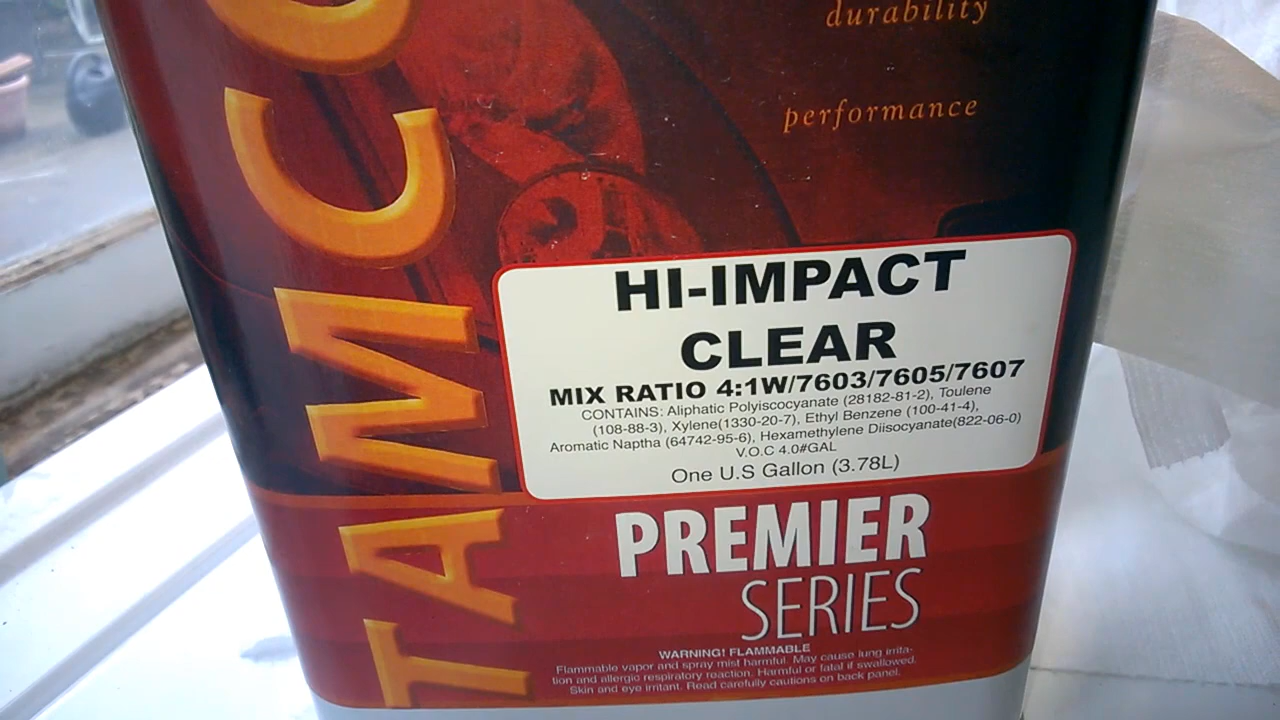 durability
performance
TAMCO
HI-IMPACT
CLEAR
MIX RATIO 4:1W/7603/7605/7607
CONTAINS: Aliphatic Polyiscocyanate (28182-81-2), Toulene
(108-88-3), Xylene(1330-20-7), Ethyl Benzene (100-41-4),
Aromatic Naptha (64742-95-6), Hexamethylene Diisocyanate(822-06-0)
V.O.C 4.0#GAL
One U.S Gallon (3.78L)
PREMIER
SERIES
WARNING! FLAMMABLE
Flammable vapor and spray mist harmful. May cause lung irrita-
tion and allergic respiratory reaction. Harmful or fatal if swallowed.
Skin and eye irritant. Read carefully cautions on back panel.